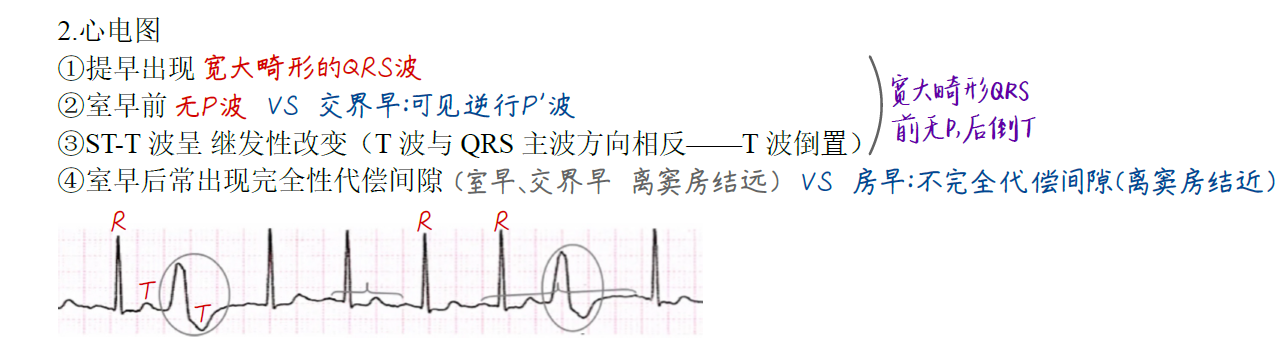 2.心电图
①提早出现 宽大畸形的QRS波
②室早前 无P波 VS 交界早:可见逆行P'波
③ST-T 波呈 继发性改变（T 波与 QRS 主波方向相反——T 波倒置）
宽大畸形QRS
前无P,后倒T
④室早后常出现完全性代偿间隙（室早、交界早 离窦房结远） VS 房早:不完全代偿间隙(离窦房结近)
R R R
T T